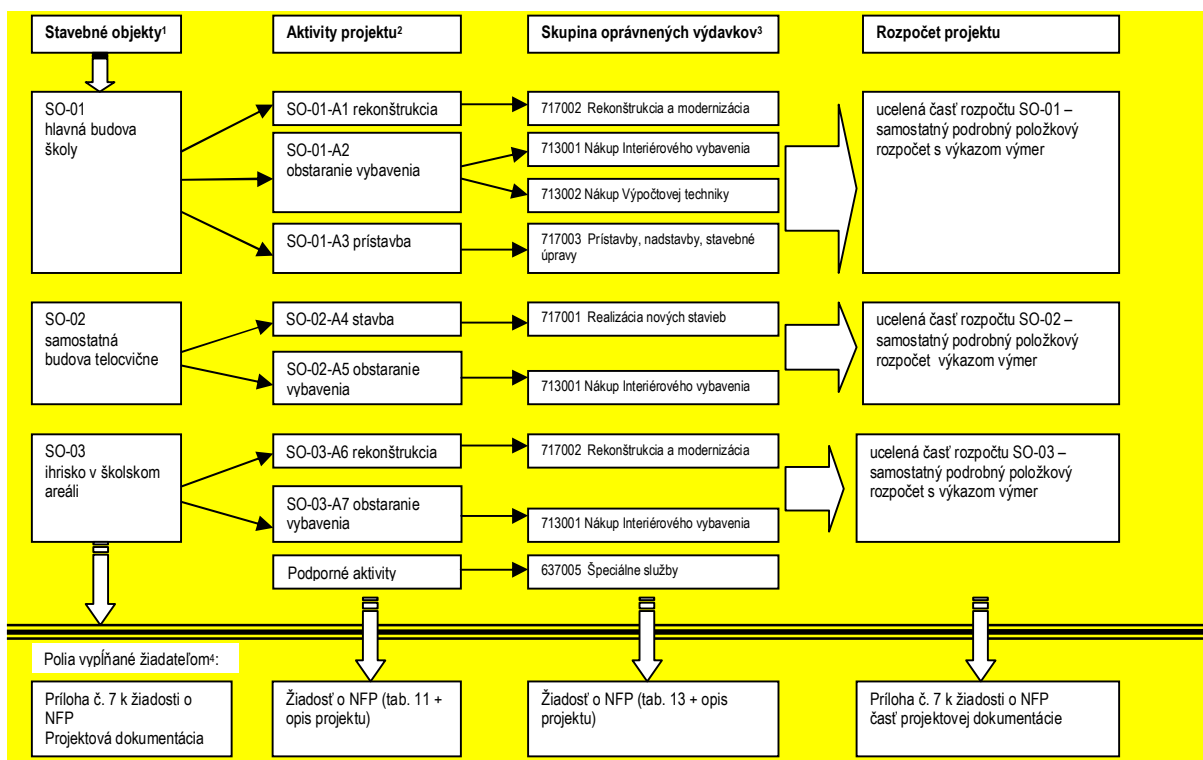 Stavebné objekty¹
Aktivity projektu²
Skupina oprávnených výdavkov³
Rozpočet projektu
SO-01
hlavná budova
školy
SO-01-A1 rekonštrukcia
717002 Rekonštrukcia a modernizácia
SO-01-A2
obstaranie vybavenia
713001 Nákup Interiérového vybavenia
713002 Nákup Výpočtovej techniky
SO-01-A3 prístavba
717003 Prístavby, nadstavby, stavebné
úpravy
ucelená časť rozpočtu SO-01 –
samostatný podrobný položkový
rozpočet s výkazom výmer
SO-02
samostatná
budova telocvične
SO-02-A4 stavba
717001 Realizácia nových stavieb
SO-02-A5 obstaranie
vybavenia
713001 Nákup Interiérového vybavenia
ucelená časť rozpočtu SO-02 –
samostatný podrobný položkový
rozpočet výkazom výmer
SO-03
ihrisko v školskom
areáli
SO-03-A6 rekonštrukcia
717002 Rekonštrukcia a modernizácia
SO-03-A7 obstaranie
vybavenia
713001 Nákup Interiérového vybavenia
ucelená časť rozpočtu SO-03 –
samostatný podrobný položkový
rozpočet s výkazom výmer
Podporné aktivity
637005 Špeciálne služby
Polia vypĺňané žiadateľom⁴:
Príloha č. 7 k žiadosti o
NFP
Projektová dokumentácia
Žiadosť o NFP (tab. 11 +
opis projektu)
Žiadosť o NFP (tab. 13 + opis
projektu)
Príloha č. 7 k žiadosti o NFP
časť projektovej dokumentácie